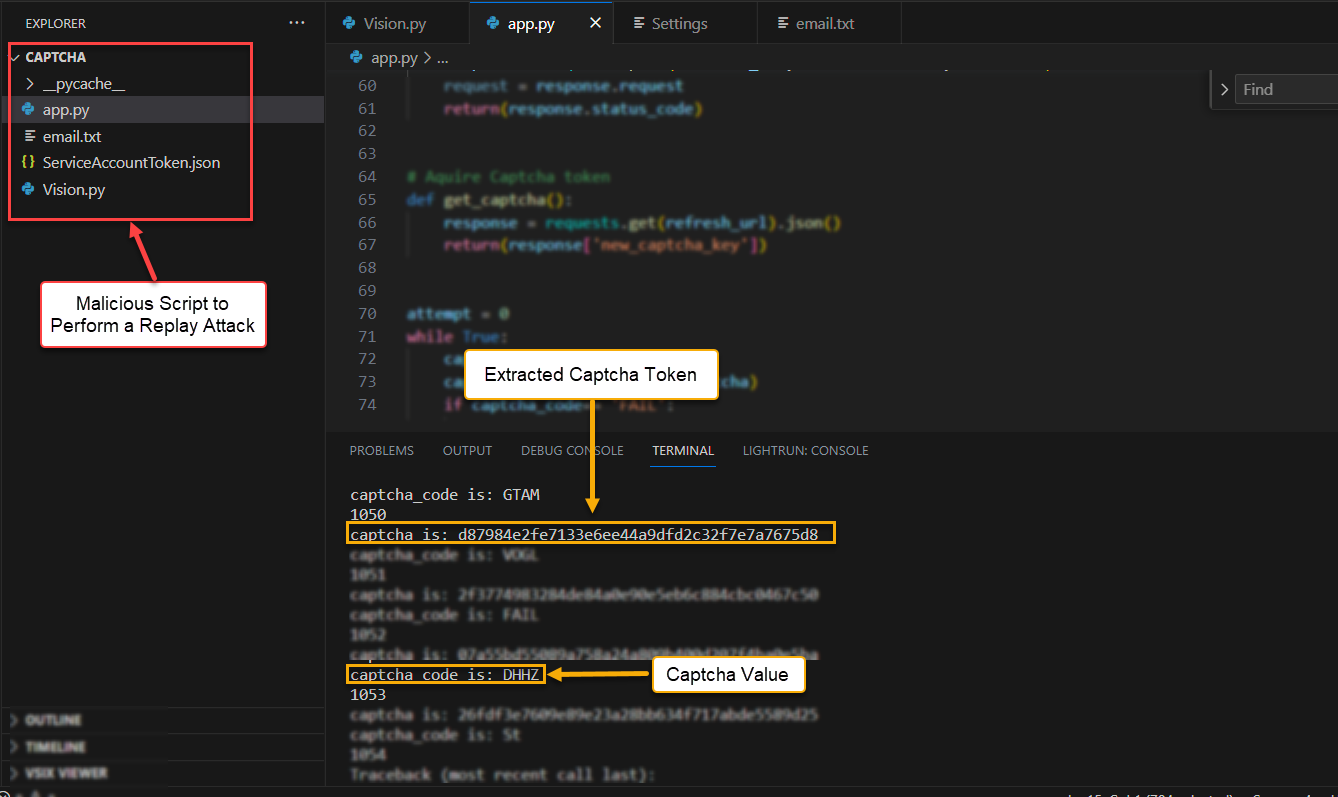 EXPLORER
...
CAPTCHA
__pycache__
app.py
email.txt
{} ServiceAccountToken.json
Vision.py
Malicious Script to
Perform a Replay Attack
OUTLINE
TIMELINE
VSIX VIEWER
Vision.py
app.py
Settings
email.txt
app.py > ...
Find
60 request = response.request
61 return(response.status_code)
62
63
64 # Aquire Captcha token
65 def get_captcha():
66 response = requests.get(refresh_url).json()
67 return(response['new_captcha_key'])
68
69
70 attempt = 0
71 while True:
72 ca
73 ca cha)
74 if captcha_code== 'FAIL':
Extracted Captcha Token
PROBLEMS
OUTPUT
DEBUG CONSOLE
TERMINAL
LIGHTRUN: CONSOLE
captcha_code is: GTAM
1050
captcha is: d87984e2fe7133e6ee44a9dfd2c32f7e7a7675d8
captcha_code is: VOGL
1051
captcha is: 2f3774983284de84a0e90e5eb6c884cbc0467c50
captcha_code is: FAIL
1052
captcha is:
captcha code is: DHHZ
Captcha Value
1053
captcha is: 26fdf3e7609e89e23a28bb634f717abde5589d25
captcha_code is: St
1054
Traceback (most recent call last):